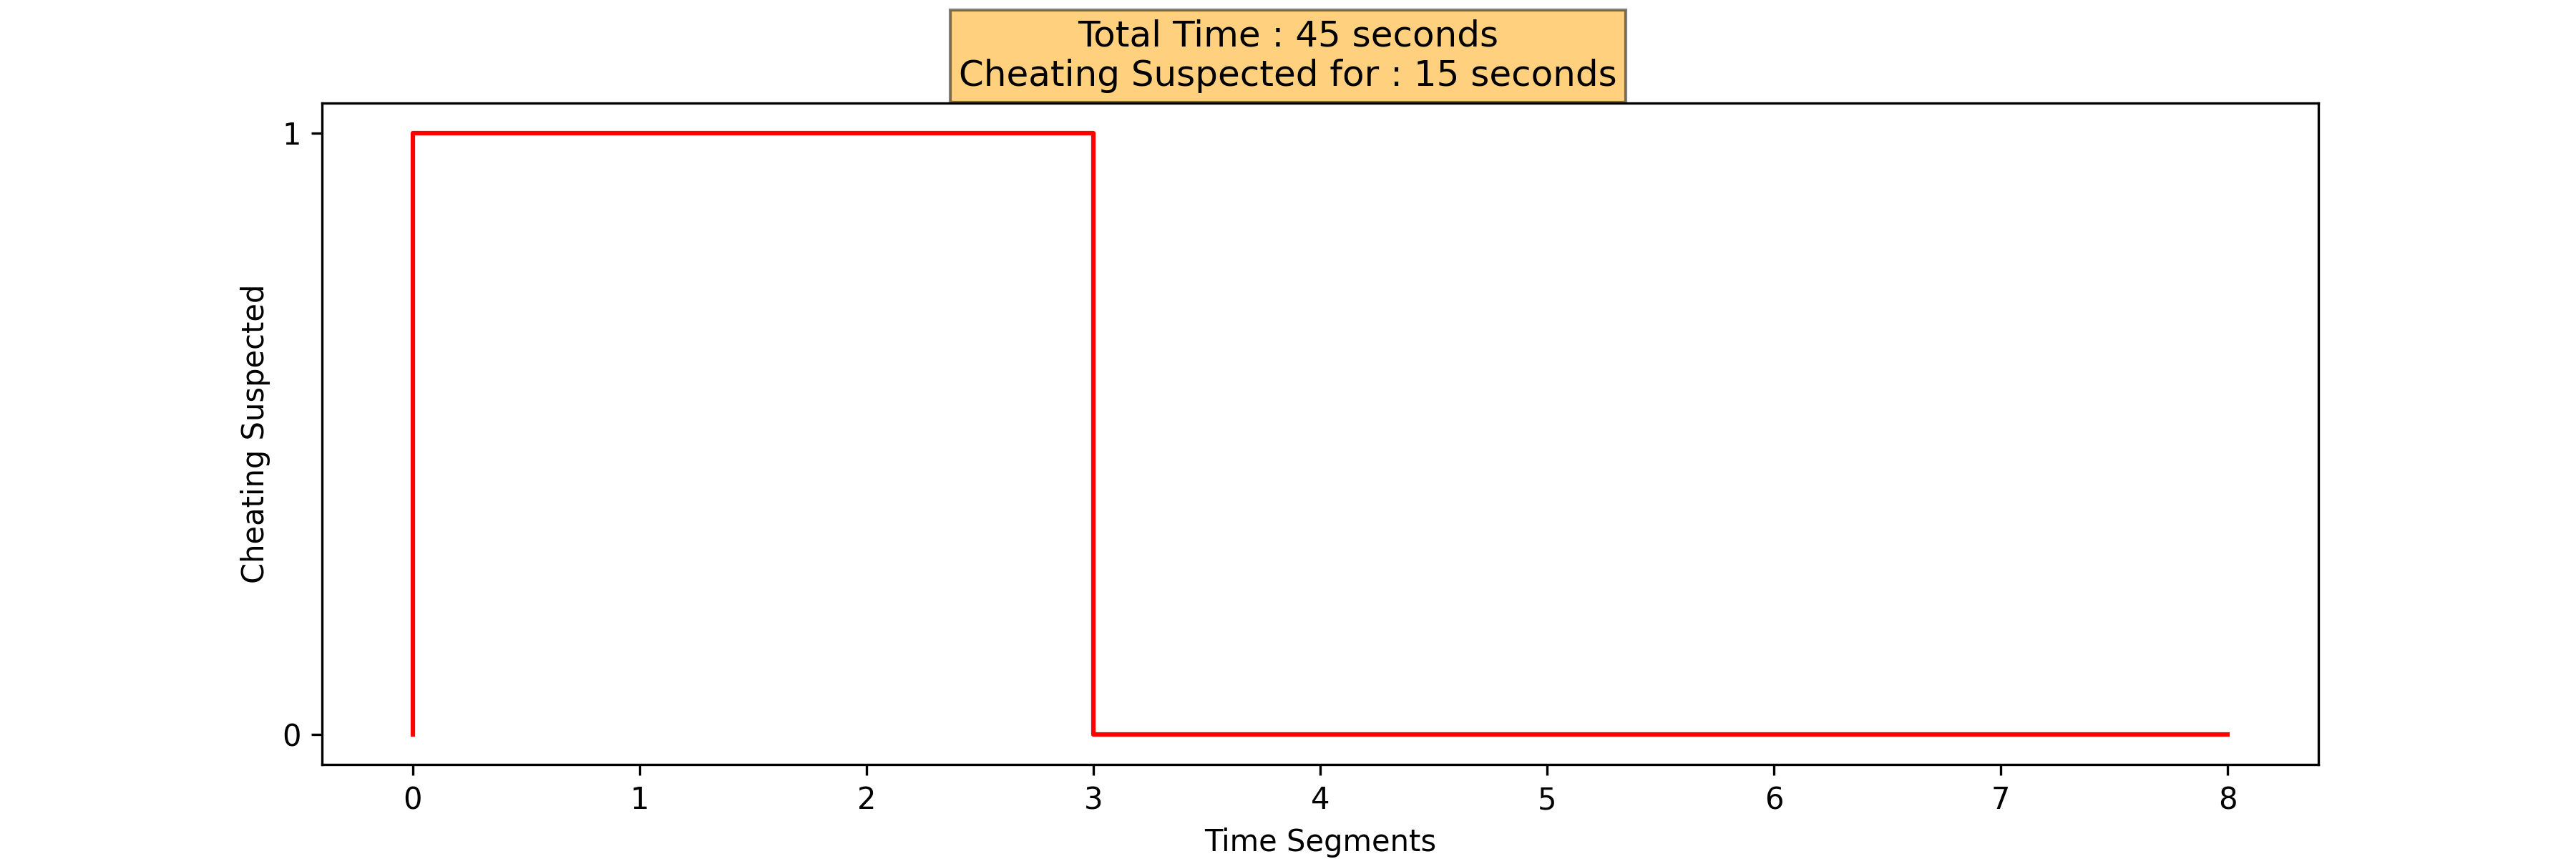 Total Time : 45 seconds
Cheating Suspected for : 15 seconds
1
0
Cheating Suspected
0 1 2 3 4 5 6 7 8
Time Segments